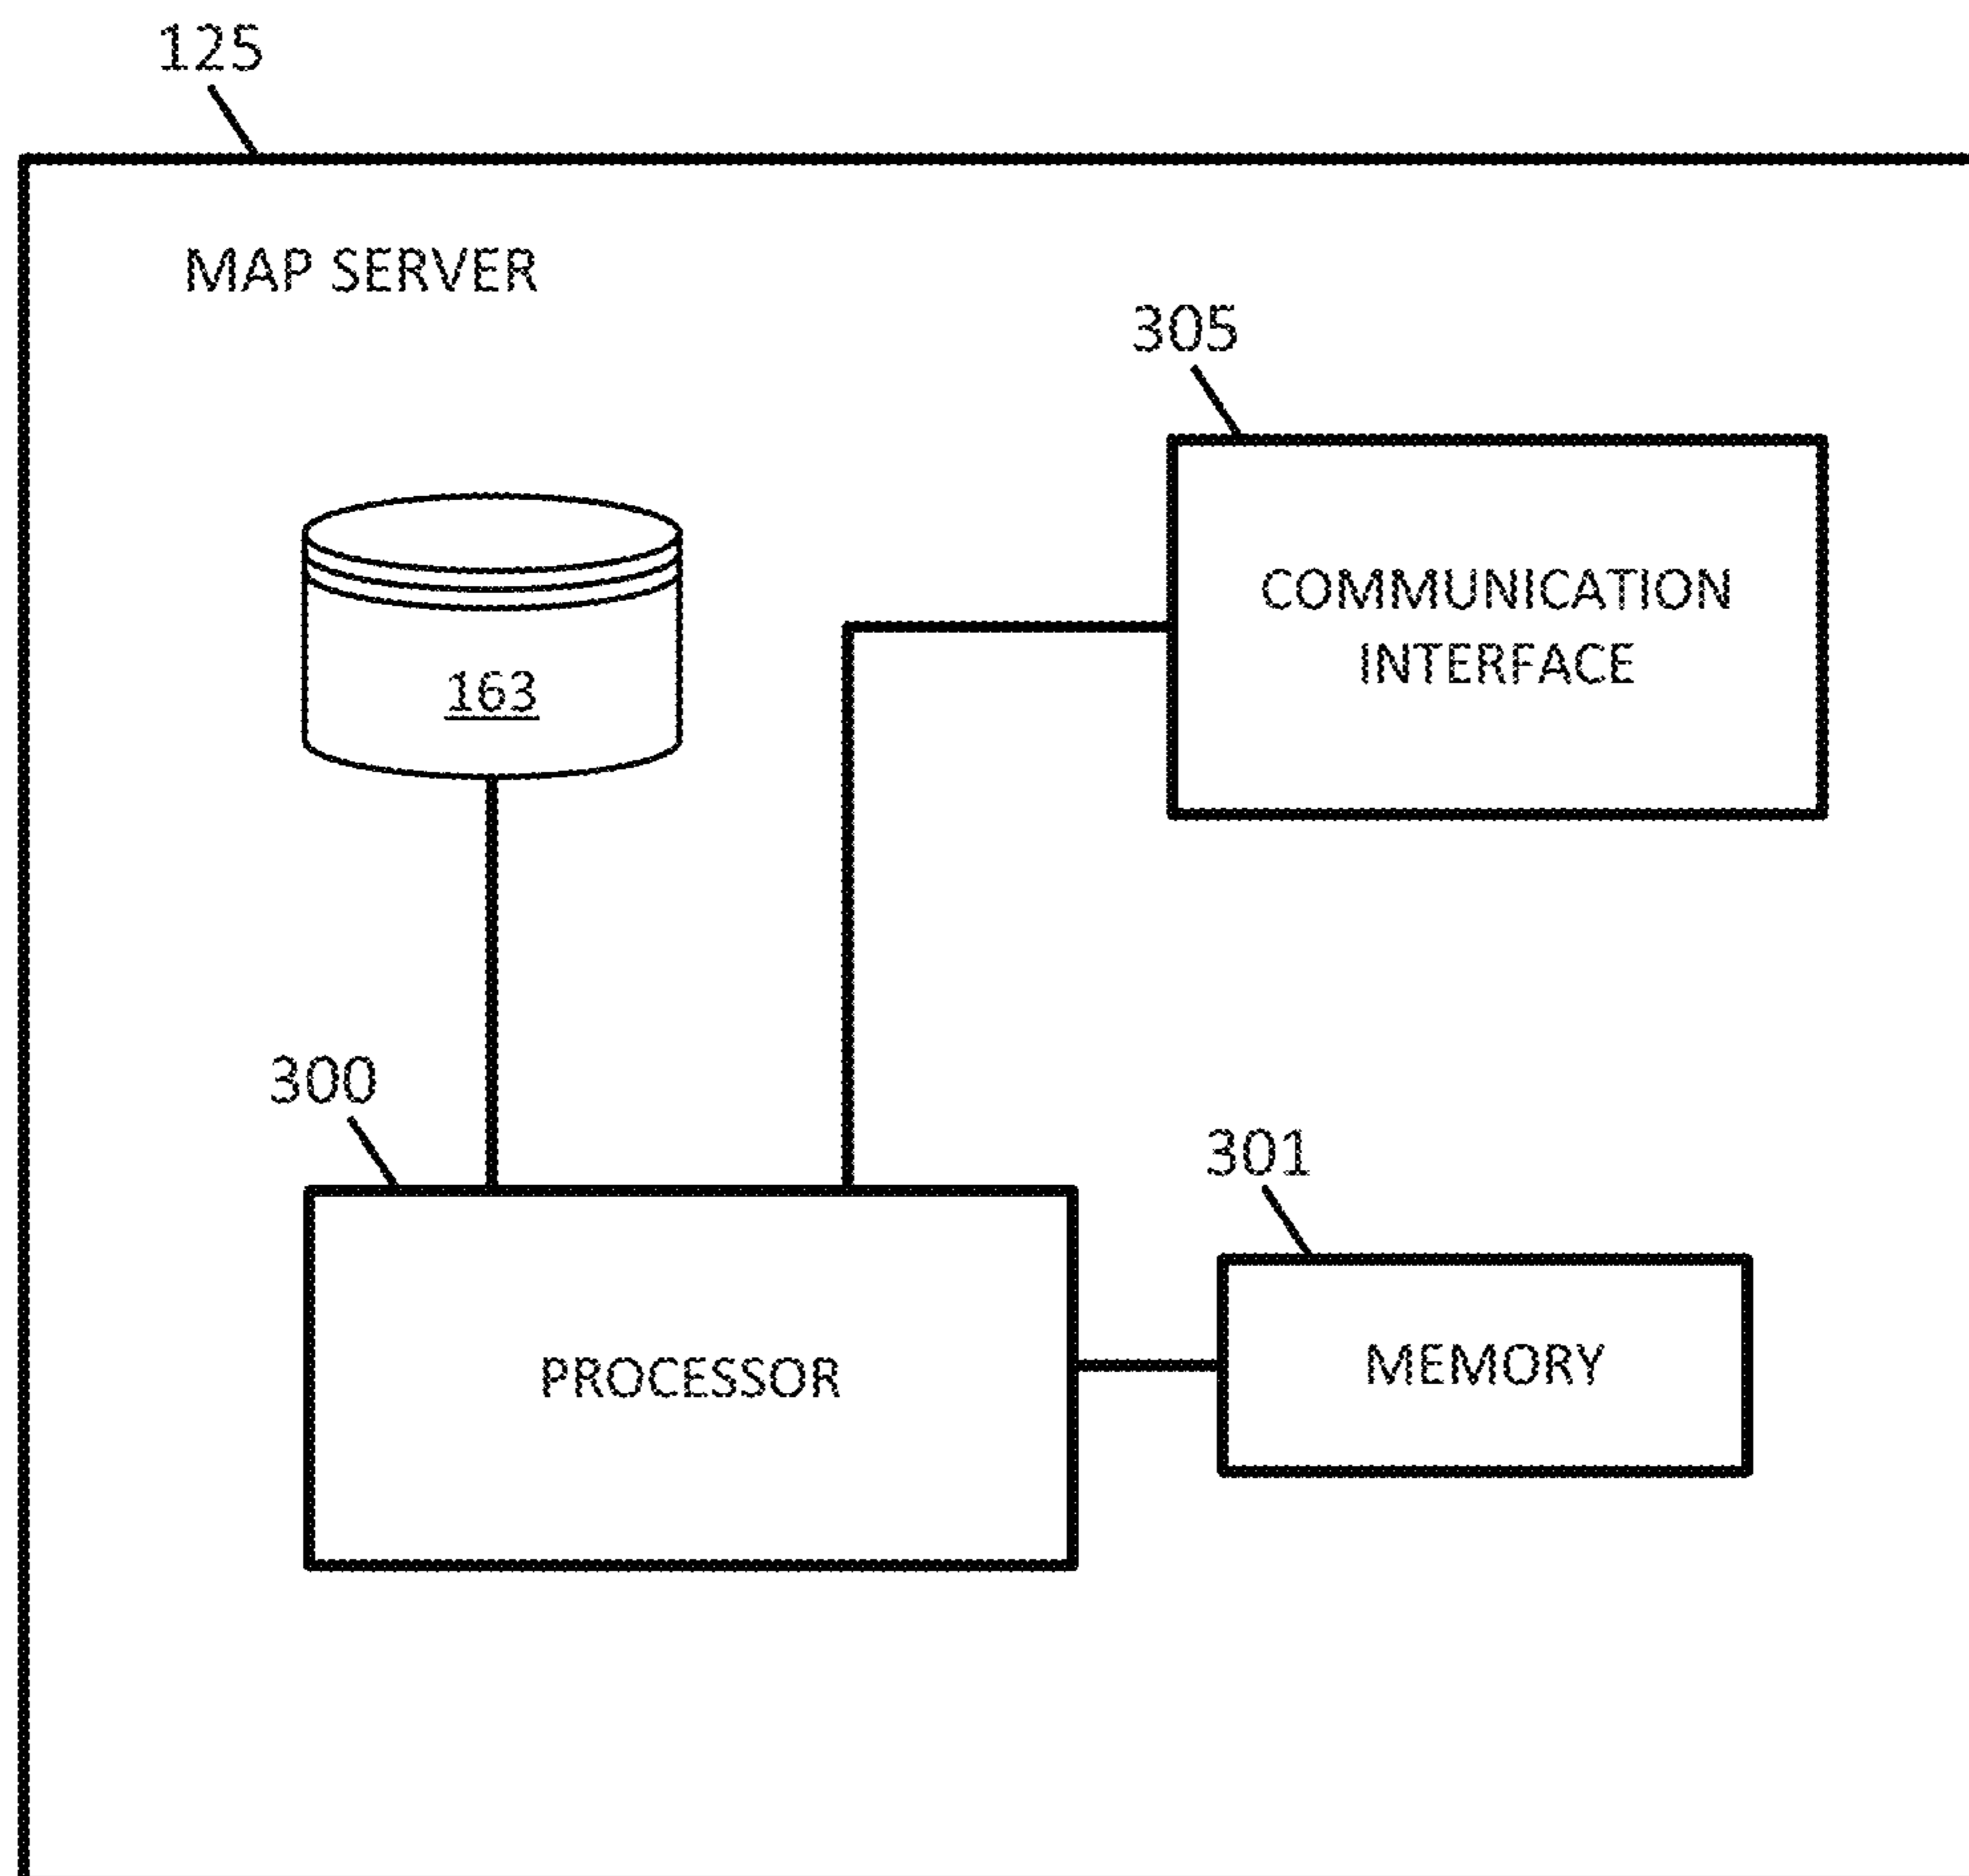 125
MAP SERVER
305
COMMUNICATION
INTERFACE
163
300
301
PROCESSOR
MEMORY